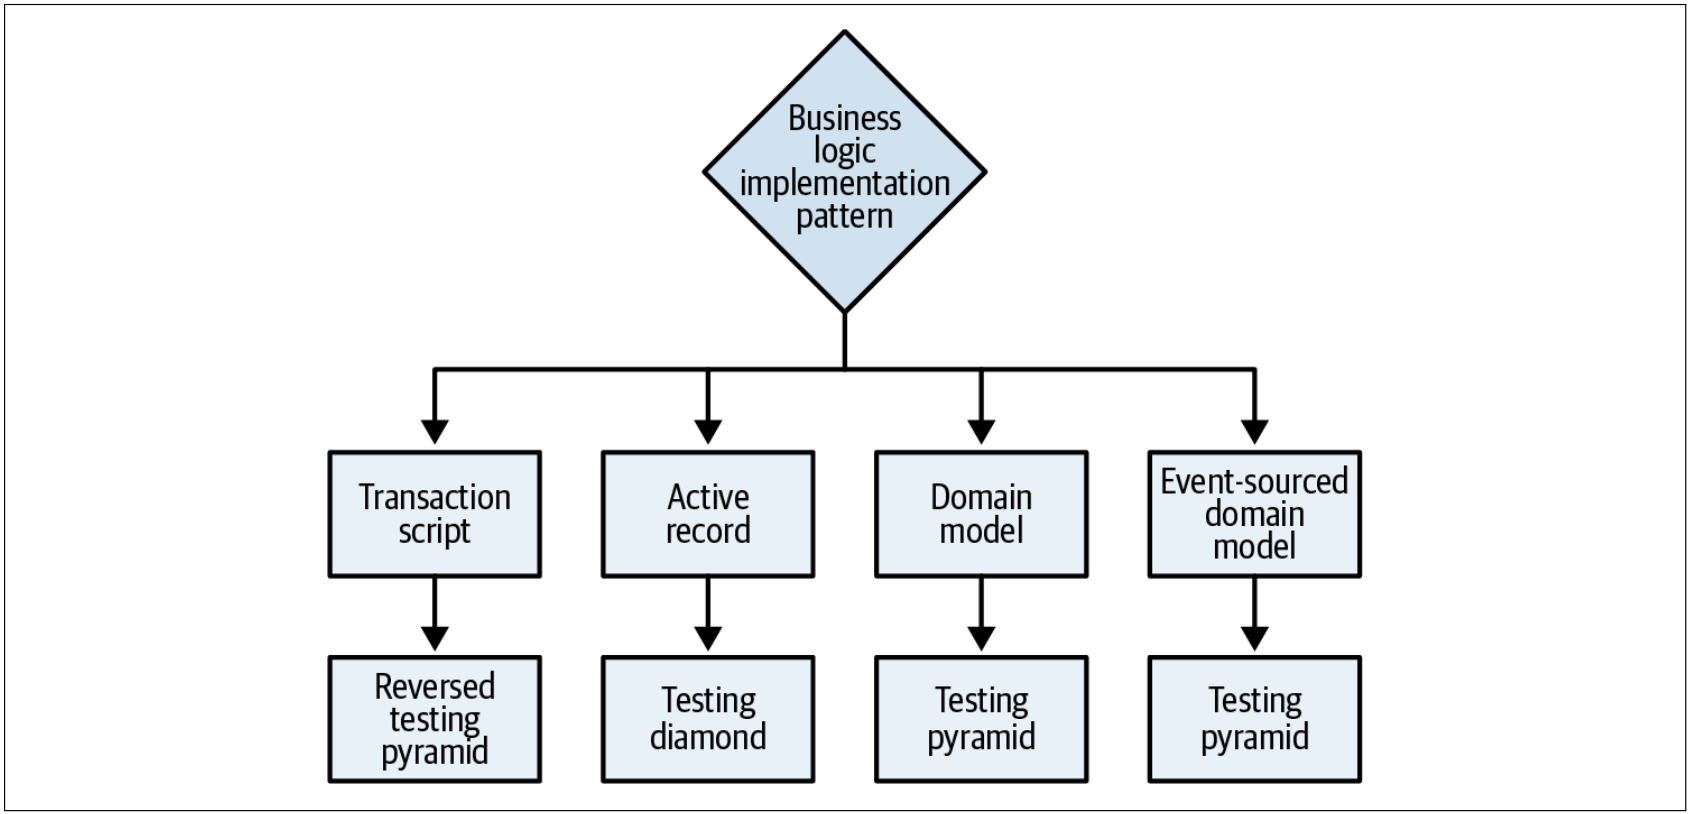 Business
logic
implementation
pattern
Transaction
script
Active
record
Domain
model
Event-sourced
domain
model
Reversed
testing
pyramid
Testing
diamond
Testing
pyramid
Testing
pyramid